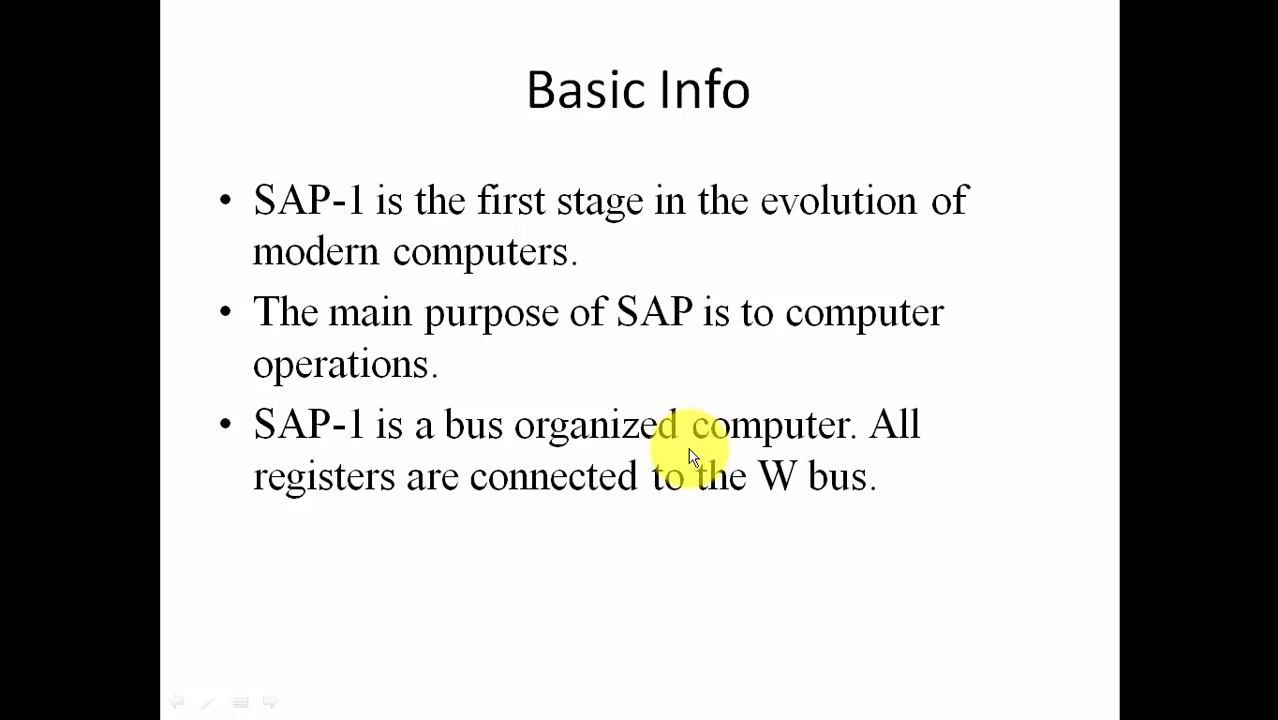 Basic Info
• SAP-1 is the first stage in the evolution of
modern computers.
• The main purpose of SAP is to computer
operations.
• SAP-1 is a bus organized computer. All
registers are connected to the W bus.